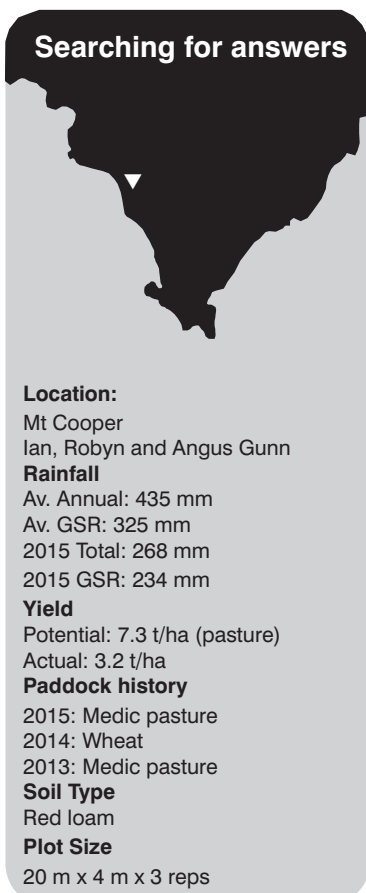 Searching for answers
Location:
Mt Cooper
Ian, Robyn and Angus Gunn
Rainfall
Av. Annual: 435 mm
Av. GSR: 325 mm
2015 Total: 268 mm
2015 GSR: 234 mm
Yield
Potential: 7.3 t/ha (pasture)
Actual: 3.2 t/ha
Paddock history
2015: Medic pasture
2014: Wheat
2013: Medic pasture
Soil Type
Red loam
Plot Size
20 m x 4 m x 3 reps